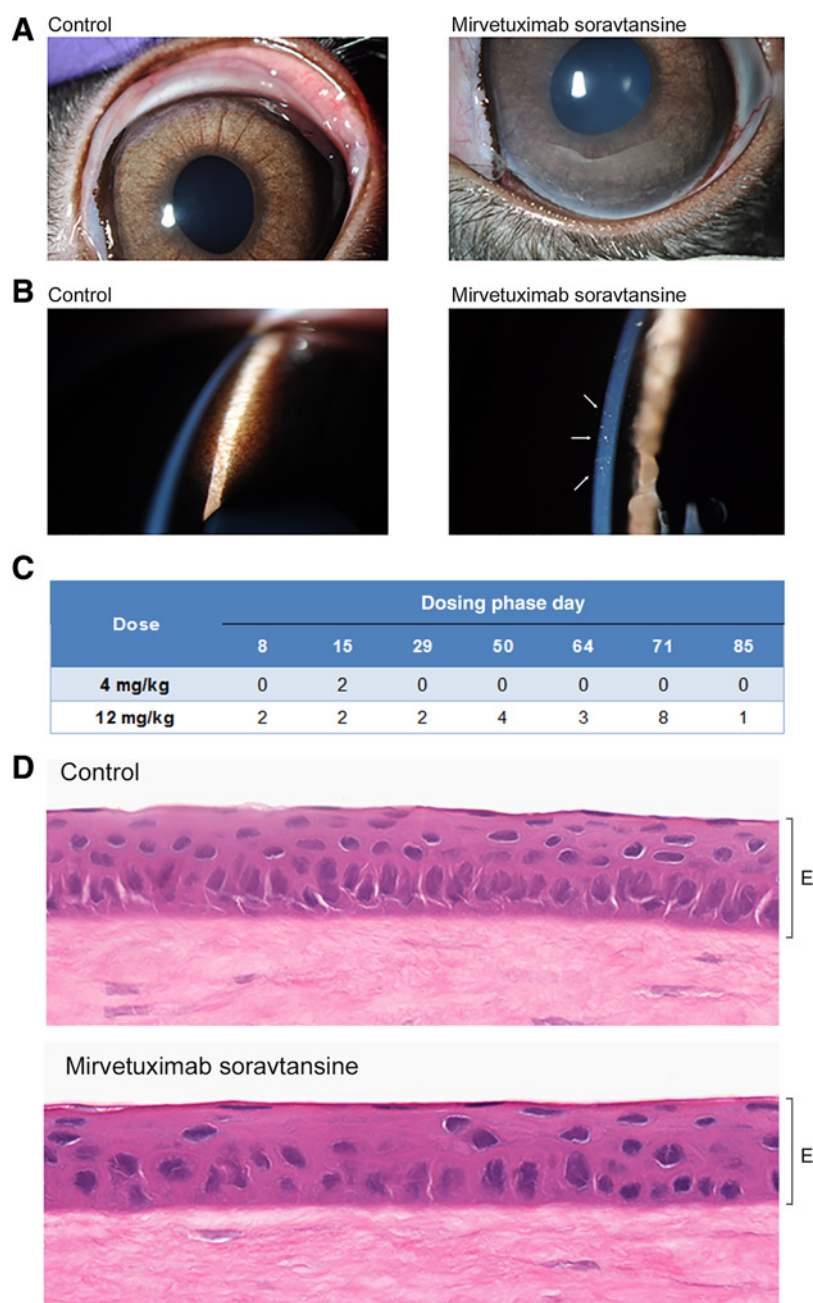 A
Control
Mirvetuximab soravtansine
B
Control
Mirvetuximab soravtansine
C
Dose
Dosing phase day
8 15 29 50 64 71 85
4 mg/kg 0 2 0 0 0 0 0
12 mg/kg 2 2 2 4 3 8 1
D
Control
E
Mirvetuximab soravtansine
E